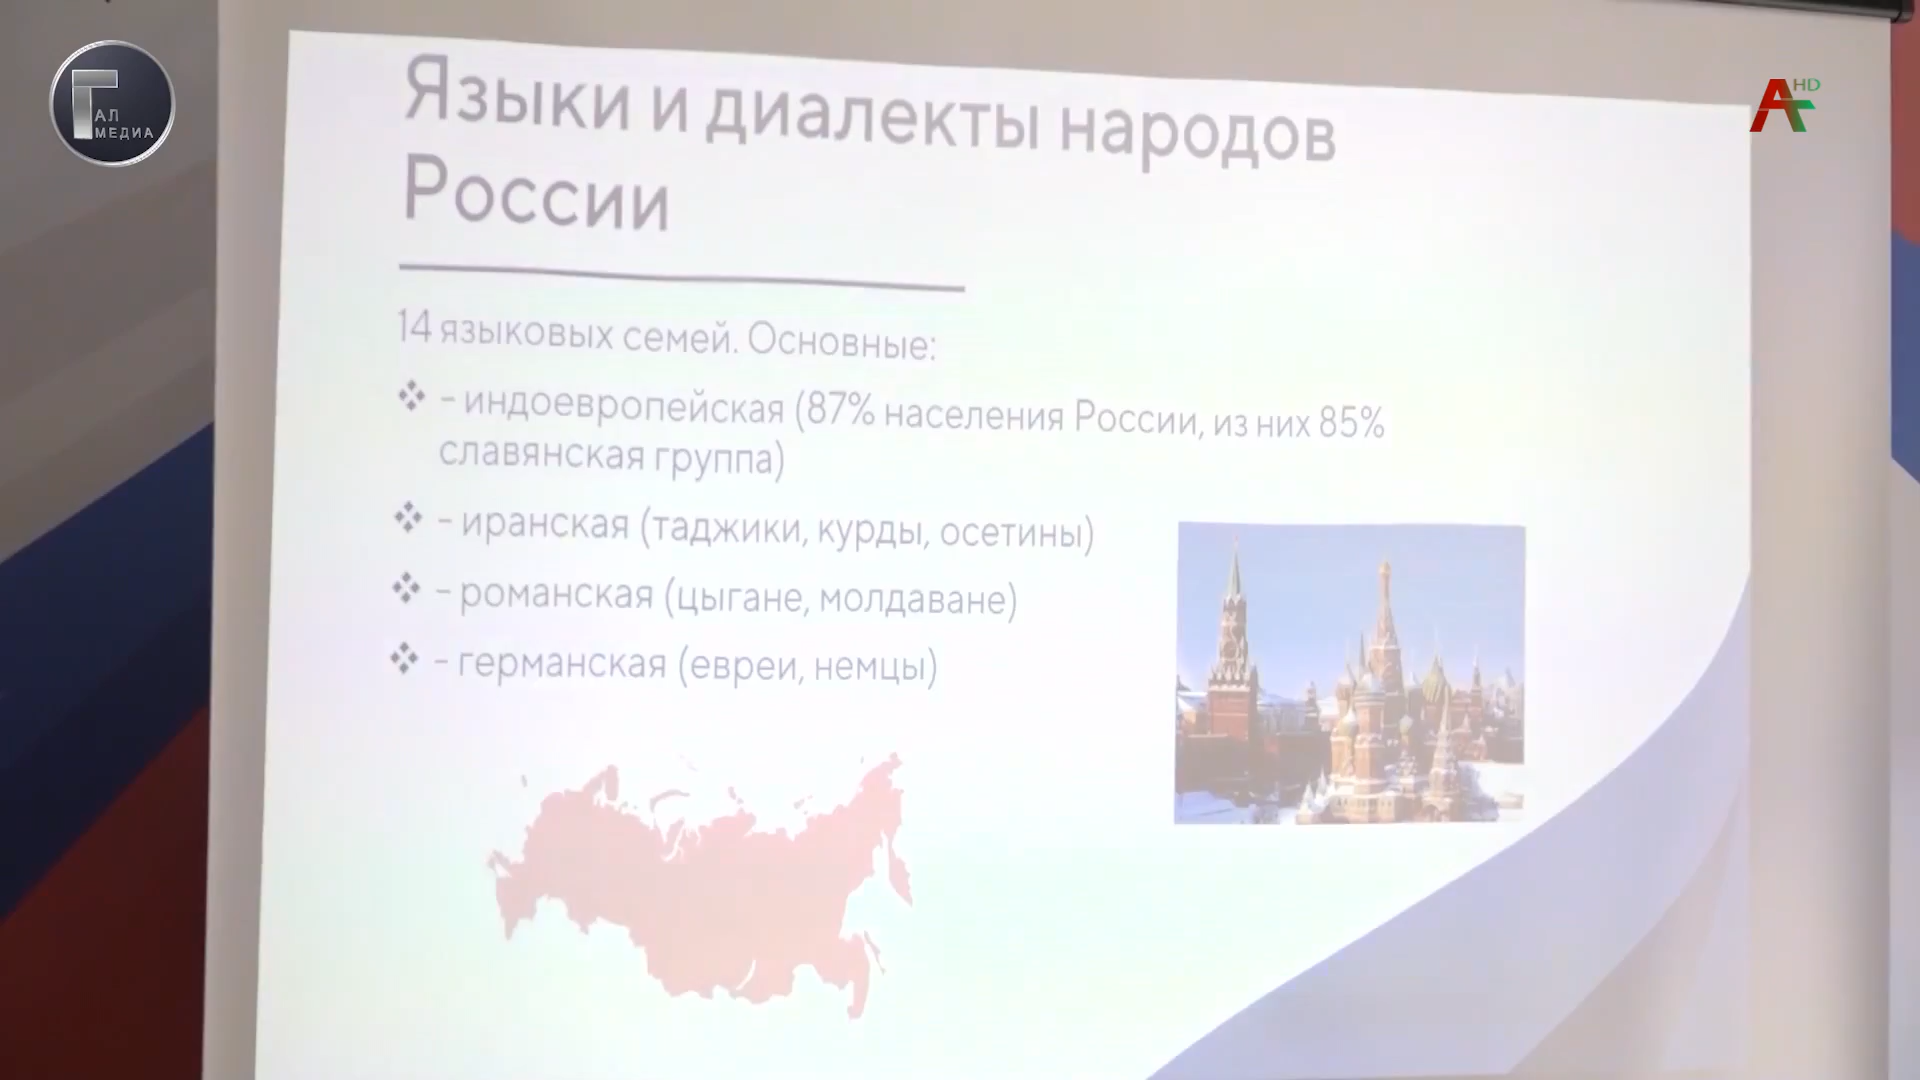 ГАЛ
МЕДИА
HD
Языки и диалекты народов
России
14 языковых семей. Основные:
❖ – индоевропейская (87% населения России, из них 85%
славянская группа)
❖ – иранская (таджики, курды, осетины)
❖ – романская (цыгане, молдаване)
❖ – германская (евреи, немцы)